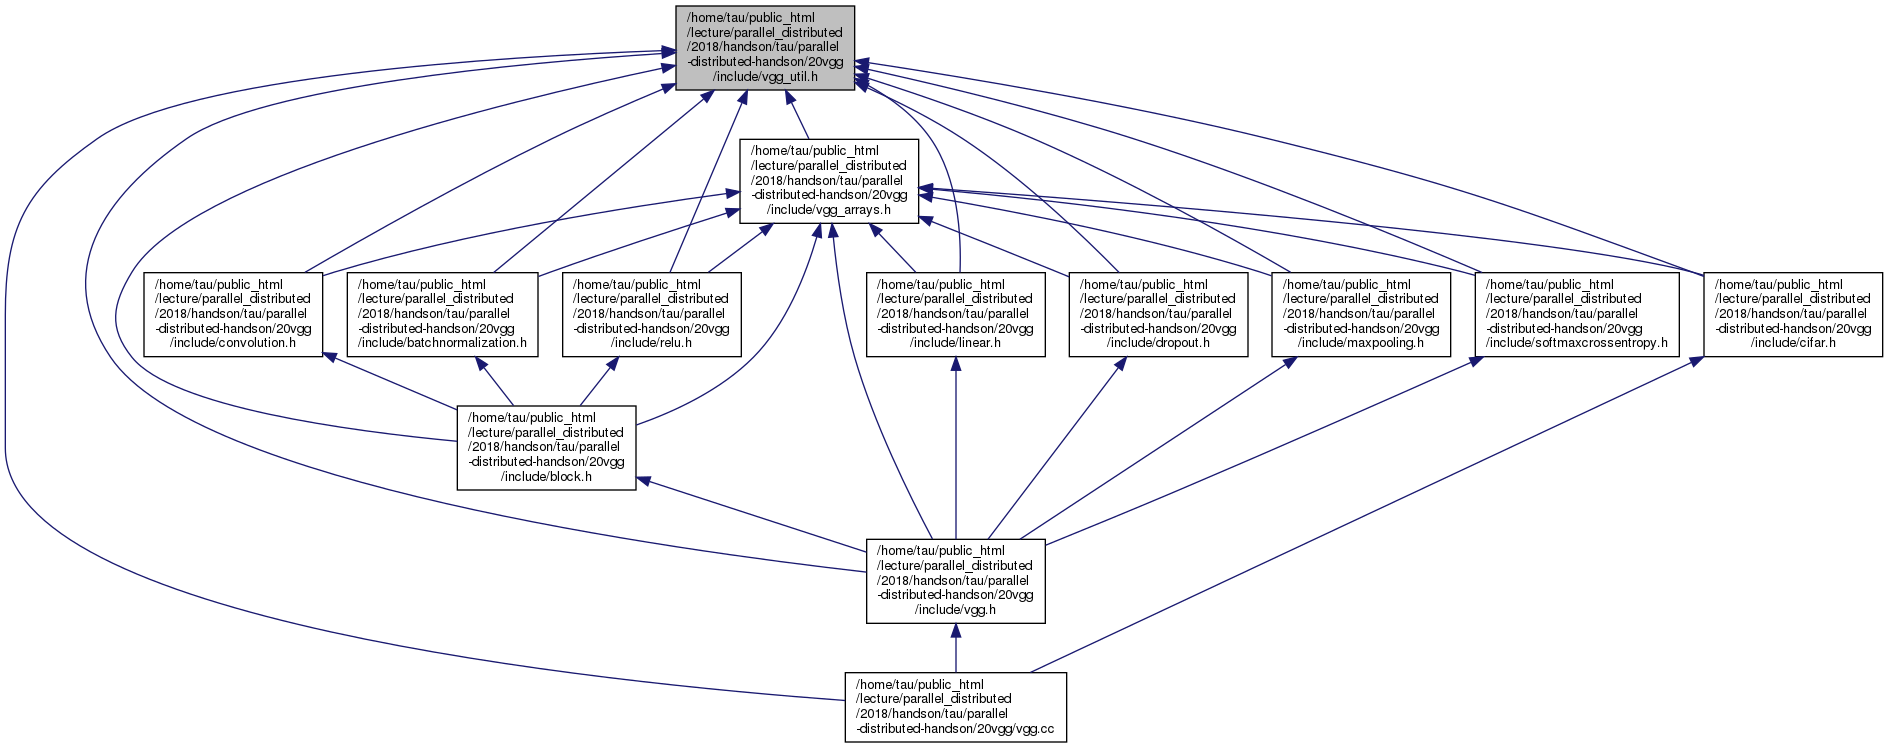 /home/tau/public_html
/lecture/parallel_distributed
/2018/handson/tau/parallel
-distributed-handson/20vgg
/include/vgg_util.h
/home/tau/public_html
/lecture/parallel_distributed
/2018/handson/tau/parallel
-distributed-handson/20vgg
/include/vgg_arrays.h
/home/tau/public_html
/lecture/parallel_distributed
/2018/handson/tau/parallel
-distributed-handson/20vgg
/include/convolution.h
/home/tau/public_html
/lecture/parallel_distributed
/2018/handson/tau/parallel
-distributed-handson/20vgg
/include/batchnormalization.h
/home/tau/public_html
/lecture/parallel_distributed
/2018/handson/tau/parallel
-distributed-handson/20vgg
/include/relu.h
/home/tau/public_html
/lecture/parallel_distributed
/2018/handson/tau/parallel
-distributed-handson/20vgg
/include/linear.h
/home/tau/public_html
/lecture/parallel_distributed
/2018/handson/tau/parallel
-distributed-handson/20vgg
/include/dropout.h
/home/tau/public_html
/lecture/parallel_distributed
/2018/handson/tau/parallel
-distributed-handson/20vgg
/include/maxpooling.h
/home/tau/public_html
/lecture/parallel_distributed
/2018/handson/tau/parallel
-distributed-handson/20vgg
/include/softmaxcrossentropy.h
/home/tau/public_html
/lecture/parallel_distributed
/2018/handson/tau/parallel
-distributed-handson/20vgg
/include/cifar.h
/home/tau/public_html
/lecture/parallel_distributed
/2018/handson/tau/parallel
-distributed-handson/20vgg
/include/block.h
/home/tau/public_html
/lecture/parallel_distributed
/2018/handson/tau/parallel
-distributed-handson/20vgg
/include/vgg.h
/home/tau/public_html
/lecture/parallel_distributed
/2018/handson/tau/parallel
-distributed-handson/20vgg/vgg.cc